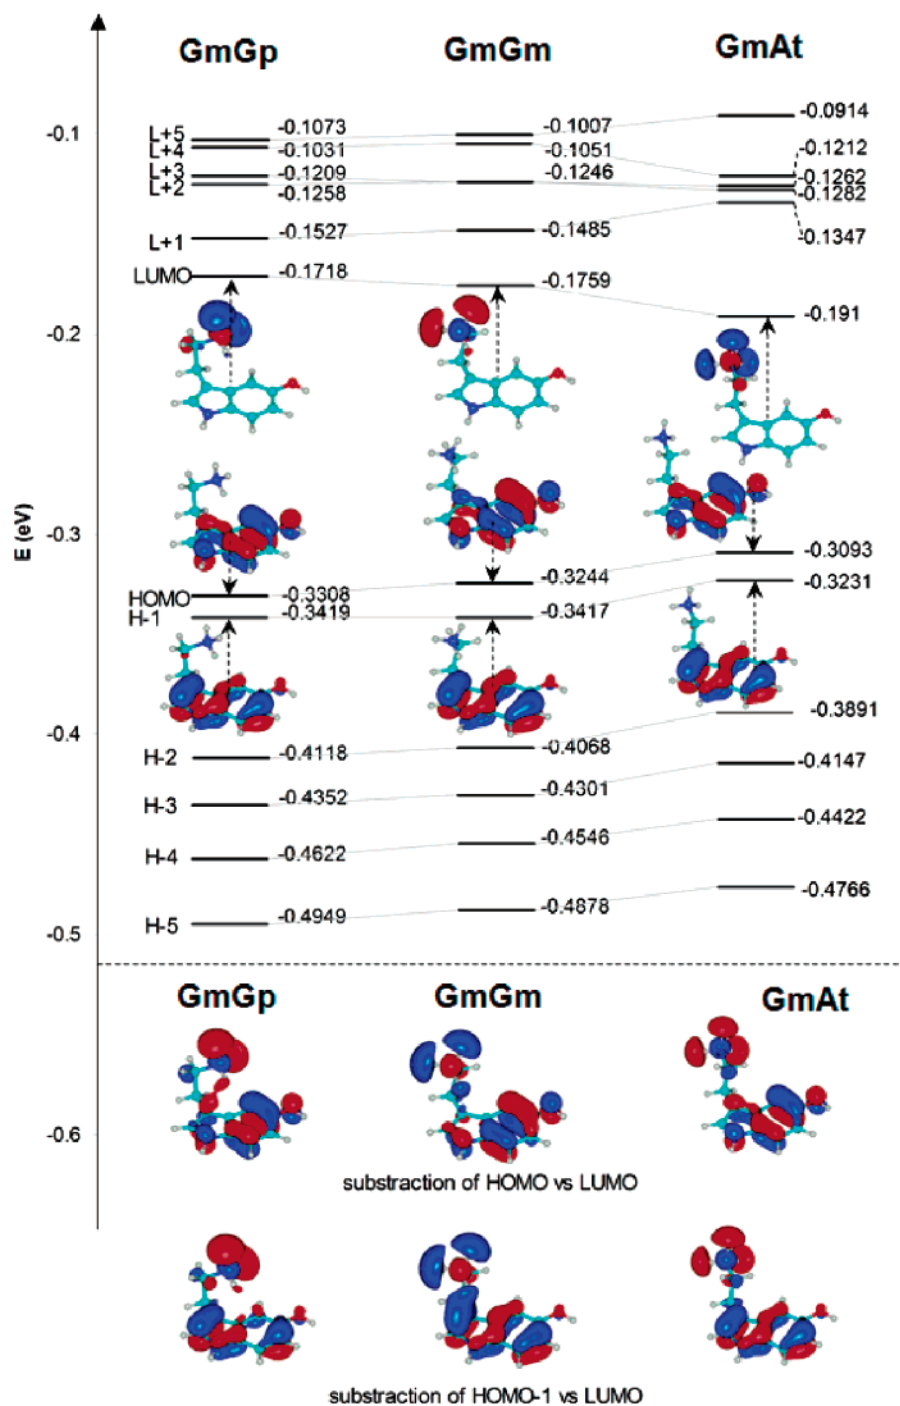 GmGp GmGm GmAt
-0.0914
-0.1 L+5 -0.1073 -0.1007
L+4 -0.1031 -0.1051 -0.1212
L+3 -0.1209 -0.1246 -0.1262
L+2 -0.1258 -0.1282
L+1 -0.1527 -0.1485 -0.1347
LUMO -0.1718 -0.1759
-0.191
-0.2
E (eV)
-0.3
-0.3093
HOMO -0.3308 -0.3244 -0.3231
H-1 -0.3419 -0.3417
-0.3891
-0.4
H-2 -0.4118 -0.4068 -0.4147
H-3 -0.4352 -0.4301
-0.4422
H-4 -0.4622 -0.4546
-0.4766
H-5 -0.4949 -0.4878
-0.5
GmGp GmGm GmAt
-0.6
substraction of HOMO vs LUMO
substraction of HOMO-1 vs LUMO